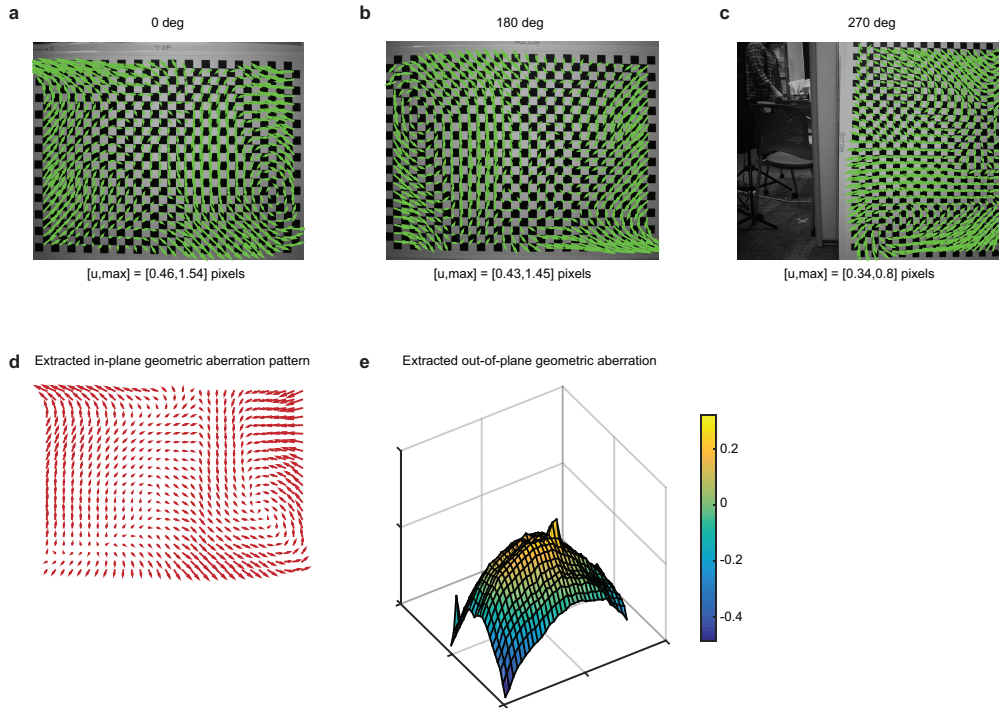 a
0 deg
b
180 deg
c
270 deg
TOP
[u,max] = [0.46,1.54] pixels
[u,max] = [0.43,1.45] pixels
[u,max] = [0.34,0.8] pixels
d
Extracted in-plane geometric aberration pattern
e
Extracted out-of-plane geometric aberration
0.2
0
-0.2
-0.4